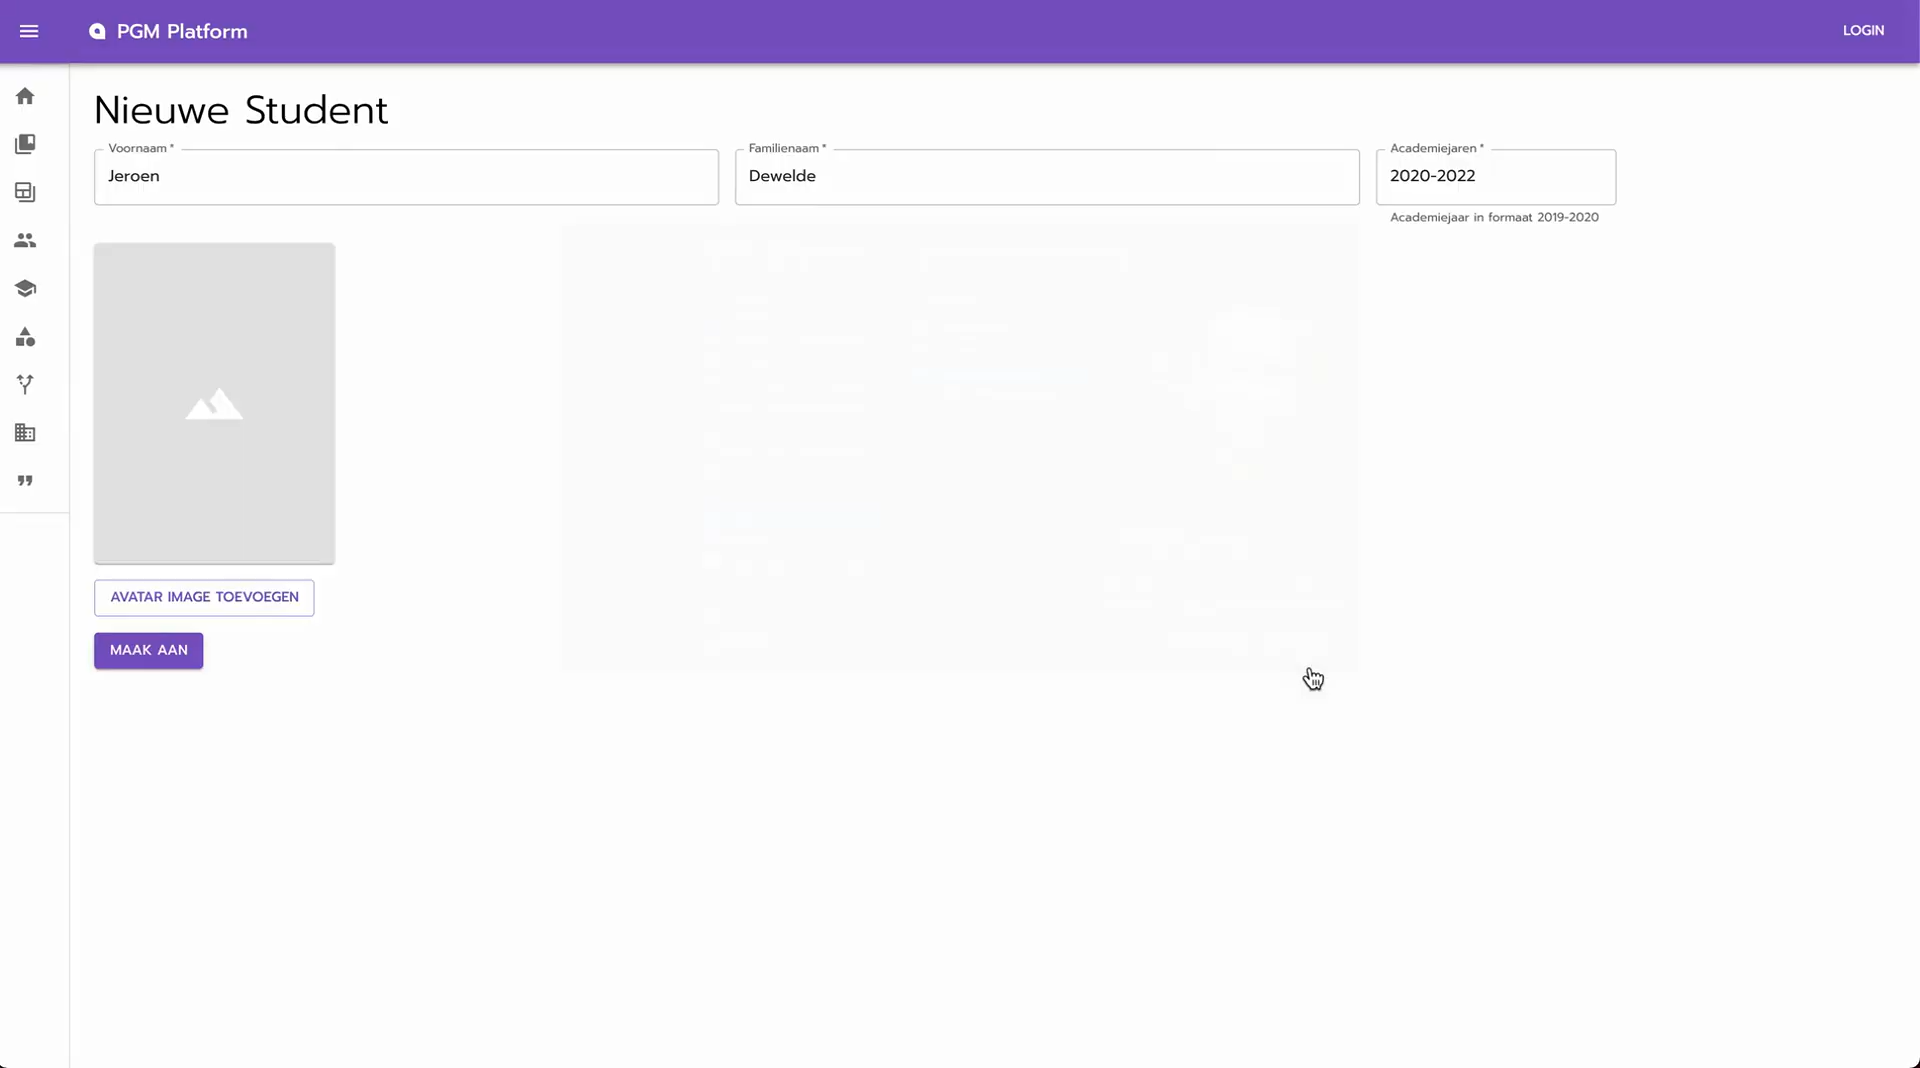 PGM Platform
LOGIN
Nieuwe Student
Voornaam *
Jeroen
Familienaam *
Dewelde
Academiejaren *
2020-2022
Academiejaar in formaat 2019-2020
AVATAR IMAGE TOEVOEGEN
MAAK AAN